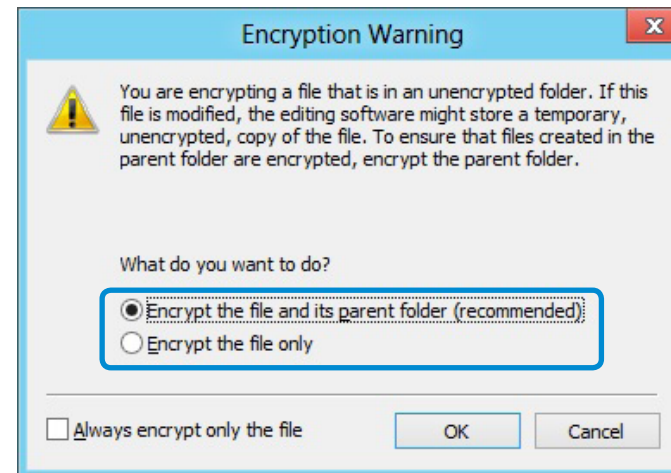 Encryption Warning
x
You are encrypting a file that is in an unencrypted folder. If this
file is modified, the editing software might store a temporary,
unencrypted, copy of the file. To ensure that files created in the
parent folder are encrypted, encrypt the parent folder.
What do you want to do?
Encrypt the file and its parent folder (recommended)
Encrypt the file only
Always encrypt only the file
OK
Cancel